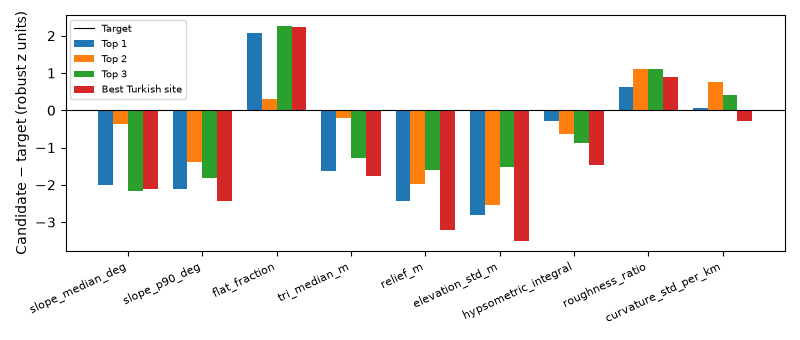 Candidate − target (robust z units)
2
1
0
−1
−2
−3
Target
Top 1
Top 2
Top 3
Best Turkish site
slope_median_deg
slope_p90_deg
flat_fraction
tri_median_m
relief_m
elevation_std_m
hypsometric_integral
roughness_ratio
curvature_std_per_km